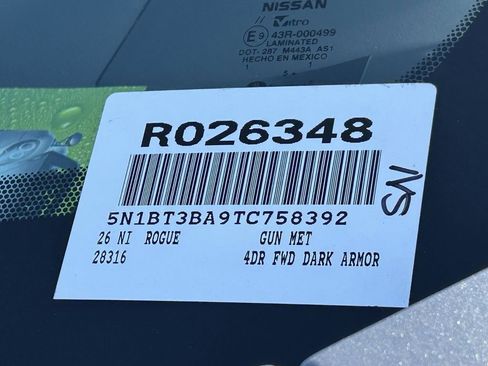 NISSAN
Vitro
E9 43R-000499
LAMINATED
DOT-287 M443A AS1
HECHO EN MEXICO
R026348
5N1BT3BA9TC758392
26 NI ROGUE GUN MET
28316 4DR FWD DARK ARMOR
NS